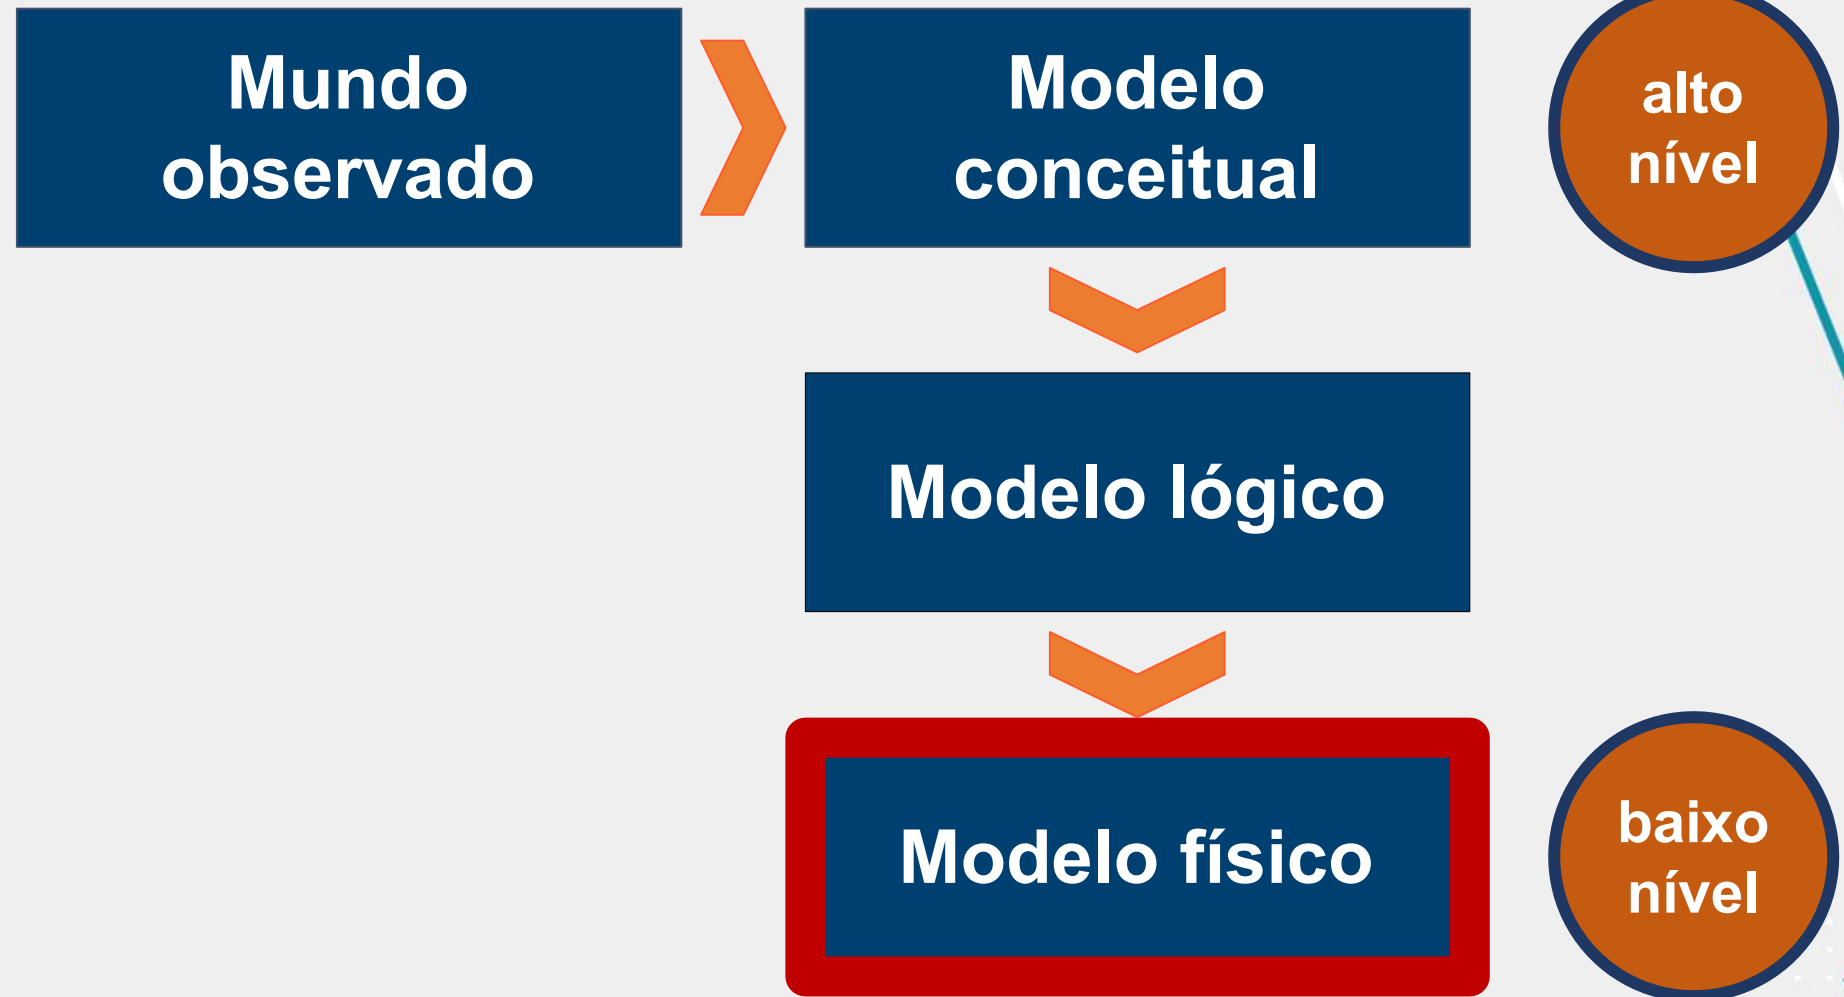 Mundo
observado
Modelo
conceitual
alto
nível
Modelo lógico
Modelo físico
baixo
nível